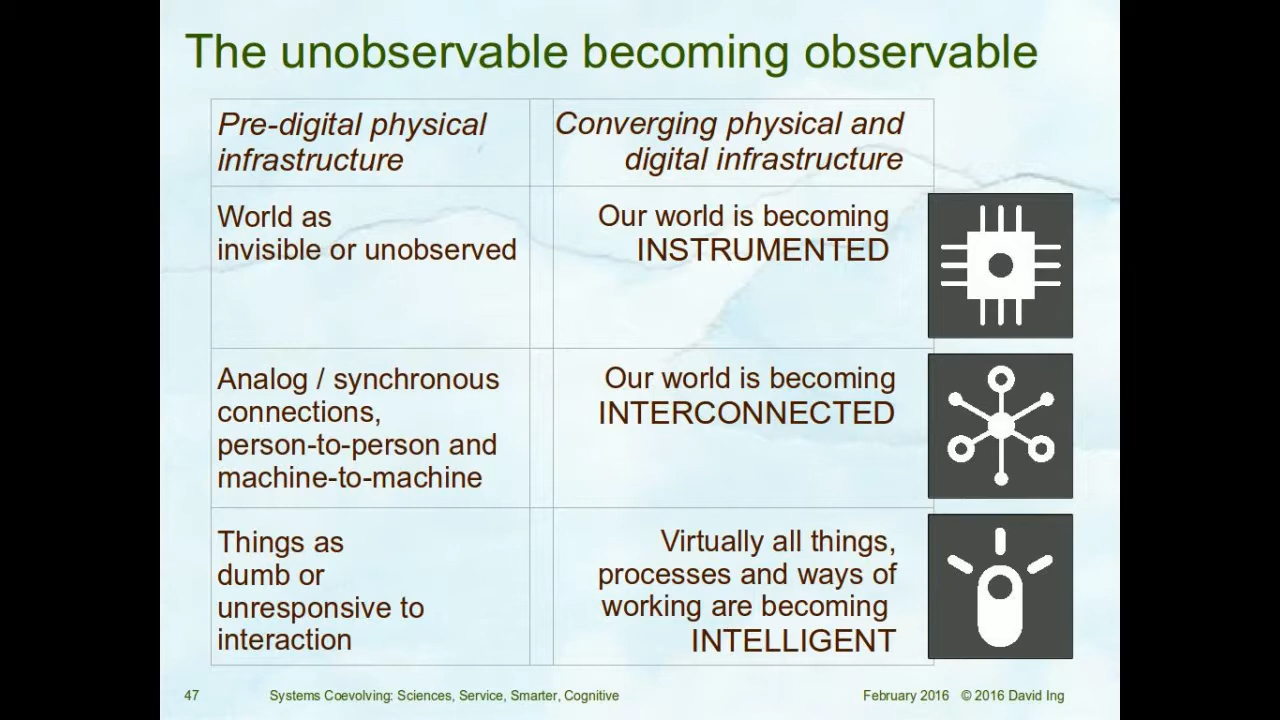 The unobservable becoming observable
Pre-digital physical
infrastructure
Converging physical and
digital infrastructure
World as
invisible or unobserved
Our world is becoming
INSTRUMENTED
Analog / synchronous
connections,
person-to-person and
machine-to-machine
Our world is becoming
INTERCONNECTED
Things as
dumb or
unresponsive to
interaction
Virtually all things,
processes and ways of
working are becoming
INTELLIGENT
47
Systems Coevolving: Sciences, Service, Smarter, Cognitive
February 2016 © 2016 David Ing